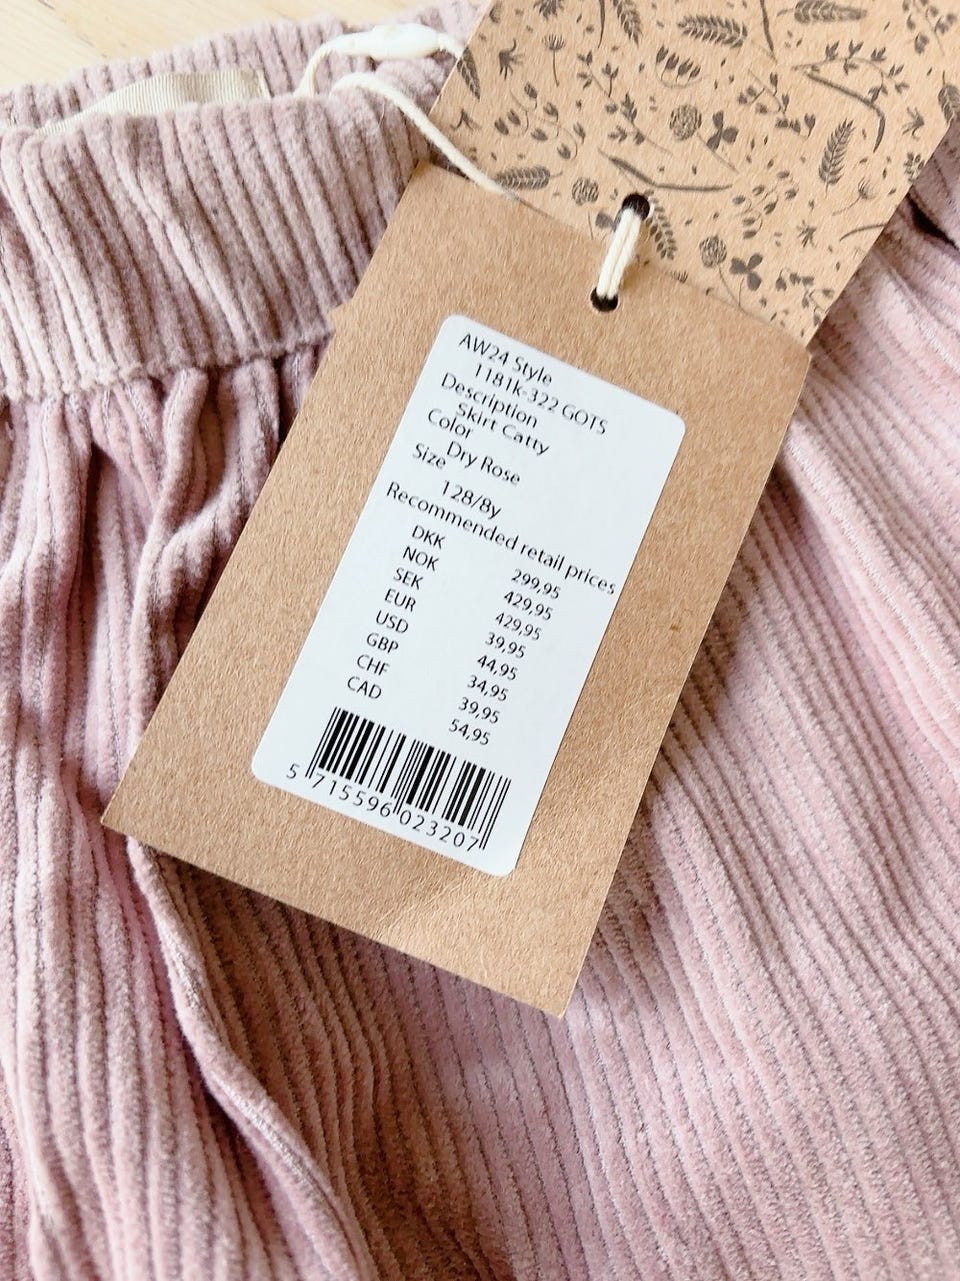 AW24 Style
1181k-322 GOTS
Description
Skirt Catty
Color
Dry Rose
Size
128/8y
Recommended retail prices
DKK 299,95
NOK 429,95
SEK 429,95
EUR 39,95
USD 44,95
GBP 34,95
CHF 39,95
CAD 54,95
5 715596 023207